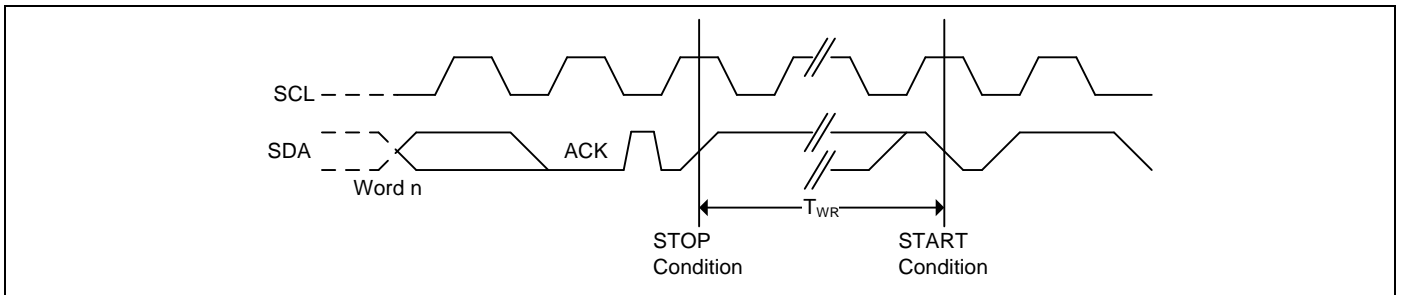 SCL
SDA
ACK
Word n
TWR
STOP
Condition
START
Condition